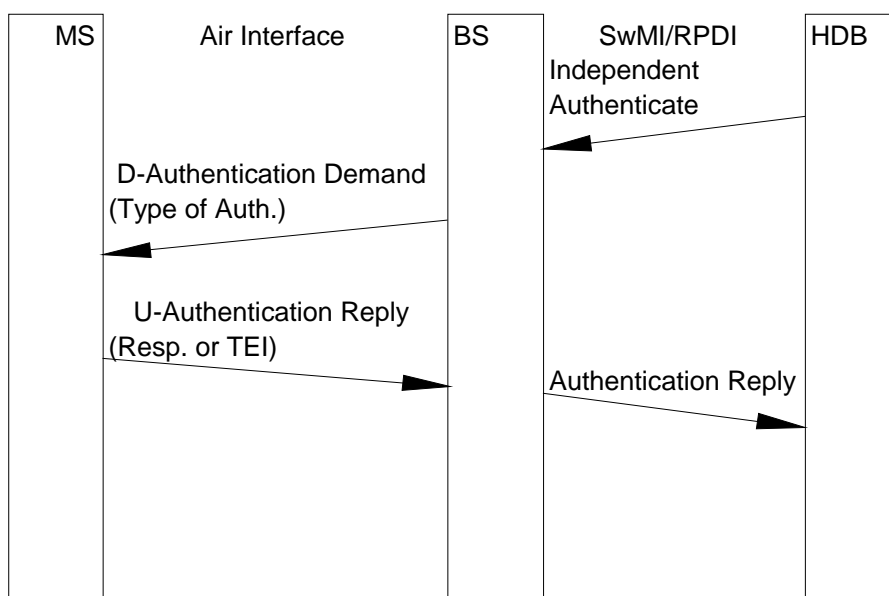 MS
Air Interface
BS
SwMI/RPDI
HDB
Independent
Authenticate
D-Authentication Demand
(Type of Auth.)
U-Authentication Reply
(Resp. or TEI)
Authentication Reply